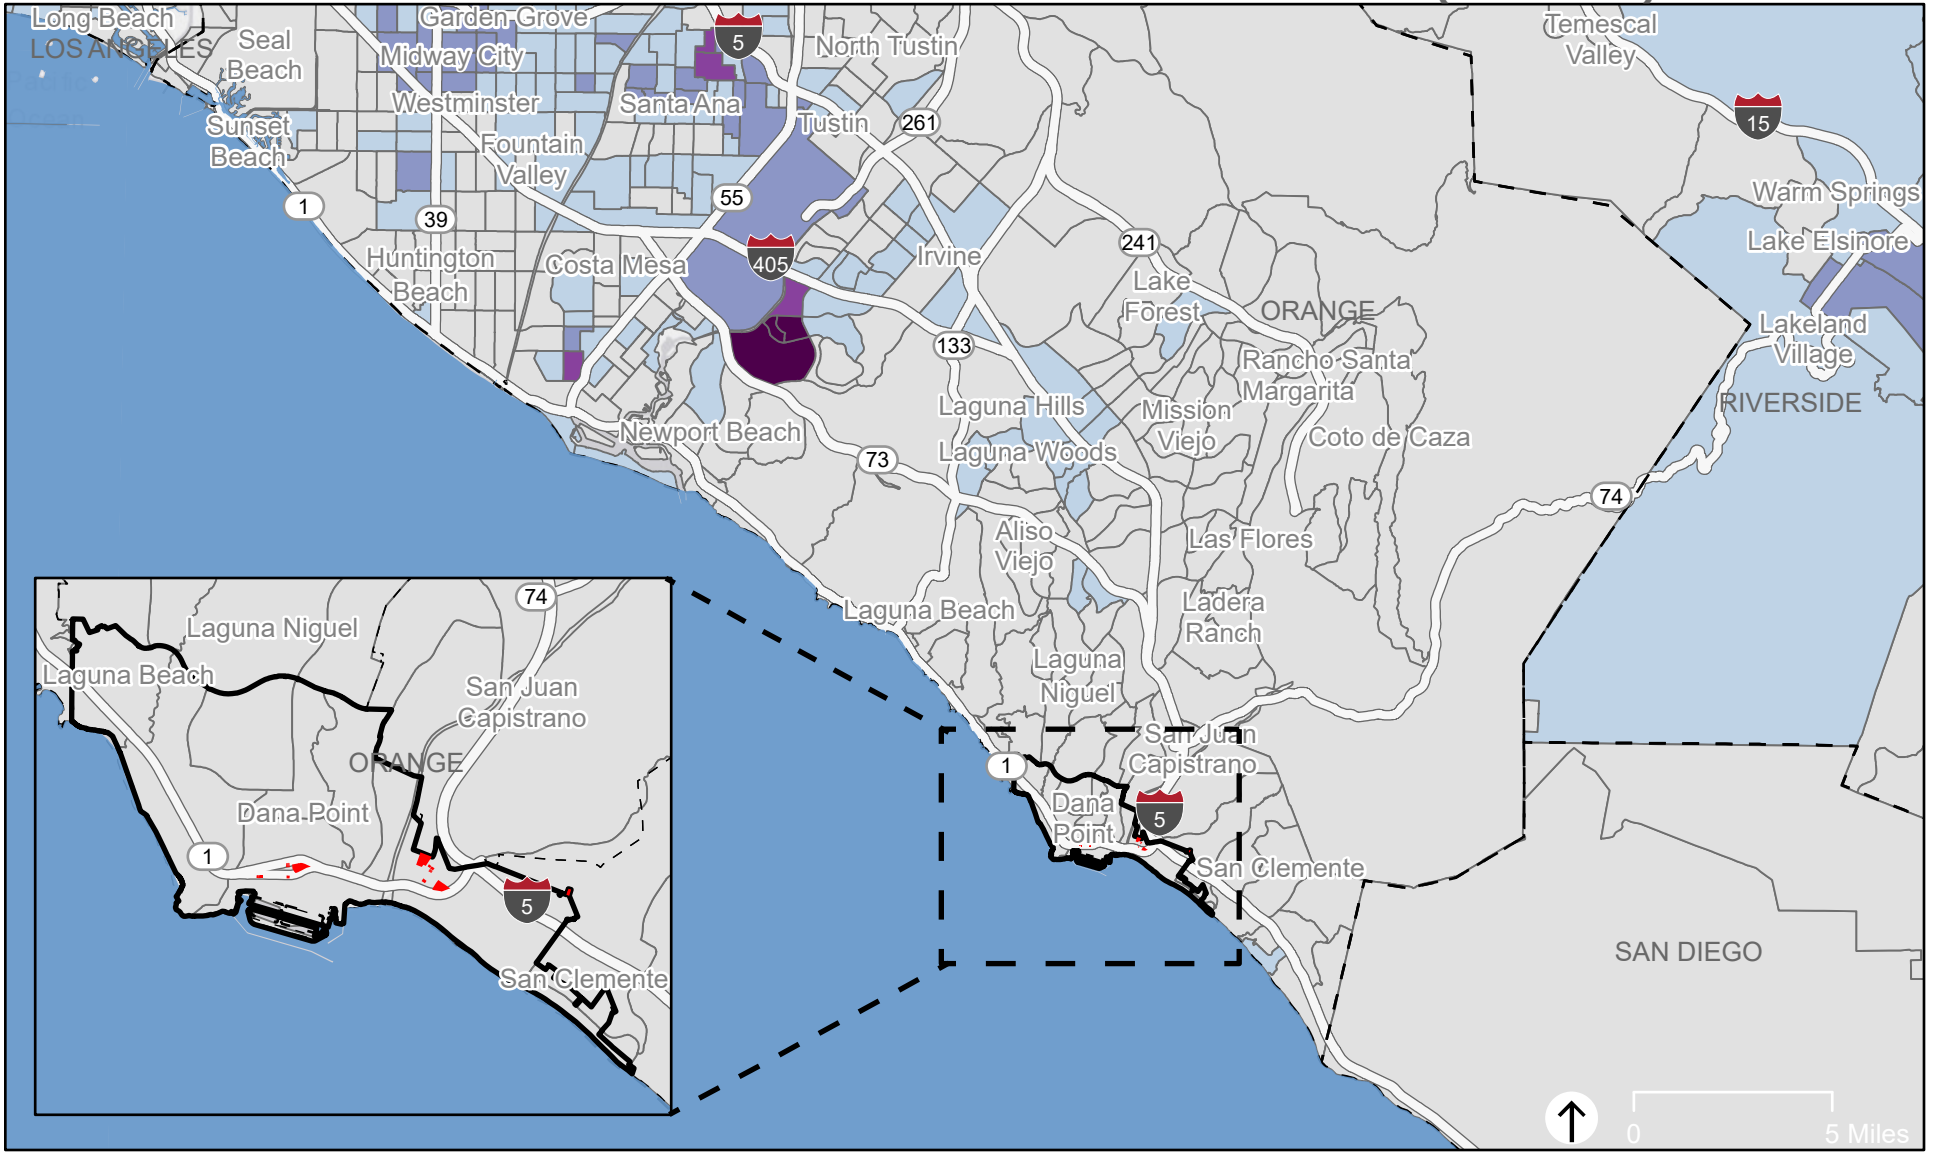 Long Beach
LOS ANGELES
Seal
Beach
Garden Grove
Midway City
Westminster
Sunset
Beach
Fountain
Valley
Santa Ana
5
North Tustin
Tustin
261
Temescal
Valley
15
Warm Springs
Lake Elsinore
Lakeland
Village
RIVERSIDE
Pacific
Ocean
1
39
55
405
Huntington
Beach
Costa Mesa
Irvine
241
Lake
Forest
ORANGE
133
Rancho Santa
Margarita
Laguna Hills
Mission
Viejo
Newport Beach
Laguna Woods
Coto de Caza
73
74
Aliso
Viejo
Las Flores
Laguna Beach
Ladera
Ranch
Laguna
Niguel
San Juan
Capistrano
1
Dana
Point
5
San Clemente
SAN DIEGO
74
Laguna Niguel
Laguna Beach
San Juan
Capistrano
ORANGE
Dana Point
1
5
San Clemente
0
5 Miles